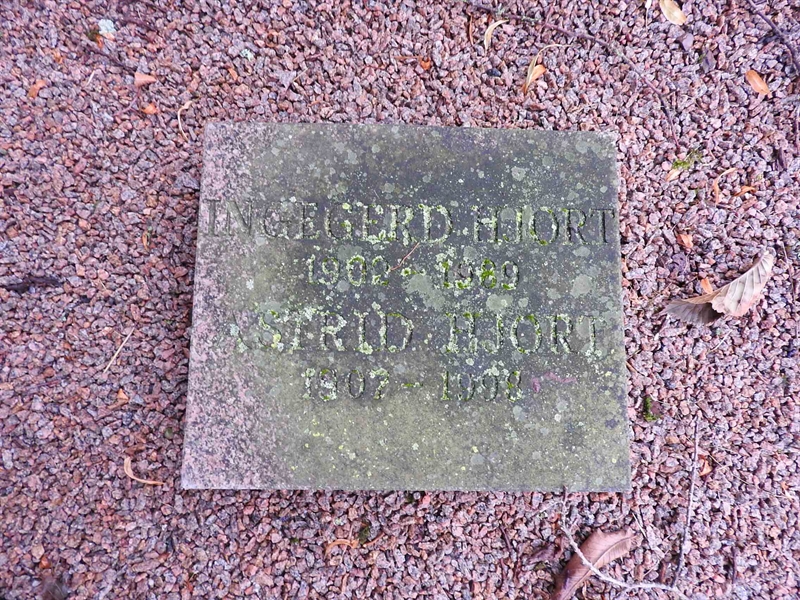 INGEGERD HJORT
1902 - 1989
ASTRID HJORT
1907 - 1908